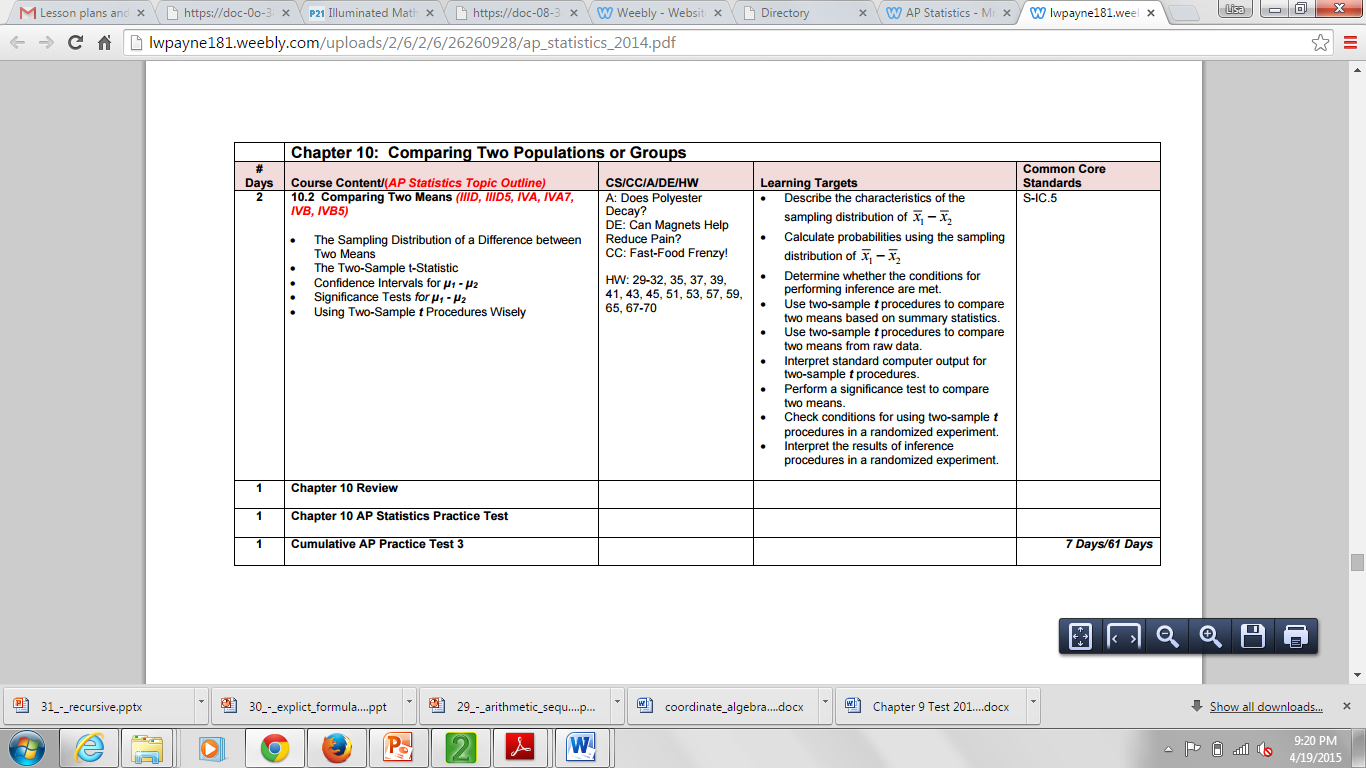 Lesson plans and
https://doc-0o-3
Illuminated Math
https://doc-08-3
Weebly - Website
Directory
AP Statistics - M
lwpayne181.weel
Lisa
lwpayne181.weebly.com/uploads/2/6/2/6/26260928/ap_statistics_2014.pdf
Chapter 10: Comparing Two Populations or Groups
#
Days
Course Content/(AP Statistics Topic Outline)
CS/CC/A/DE/HW
Learning Targets
Common Core
Standards
2
10.2 Comparing Two Means (IIID, IIID5, IVA, IVA7,
IVB, IVB5)
• The Sampling Distribution of a Difference between
Two Means
• The Two-Sample t-Statistic
• Confidence Intervals for μ₁ - μ₂
• Significance Tests for μ₁ - μ₂
• Using Two-Sample t Procedures Wisely
A: Does Polyester
Decay?
DE: Can Magnets Help
Reduce Pain?
CC: Fast-Food Frenzy!
HW: 29-32, 35, 37, 39,
41, 43, 45, 51, 53, 57, 59,
65, 67-70
• Describe the characteristics of the
sampling distribution of x̄₁ − x̄₂
• Calculate probabilities using the sampling
distribution of x̄₁ − x̄₂
• Determine whether the conditions for
performing inference are met.
• Use two-sample t procedures to compare
two means based on summary statistics.
• Use two-sample t procedures to compare
two means from raw data.
• Interpret standard computer output for
two-sample t procedures.
• Perform a significance test to compare
two means.
• Check conditions for using two-sample t
procedures in a randomized experiment.
• Interpret the results of inference
procedures in a randomized experiment.
S-IC.5
1
Chapter 10 Review
1
Chapter 10 AP Statistics Practice Test
1
Cumulative AP Practice Test 3
7 Days/61 Days
31_-_recursive.pptx
30_-_explict_formula....ppt
29_-_arithmetic_sequ....p...
coordinate_algebra....docx
Chapter 9 Test 201....docx
Show all downloads...
9:20 PM
4/19/2015